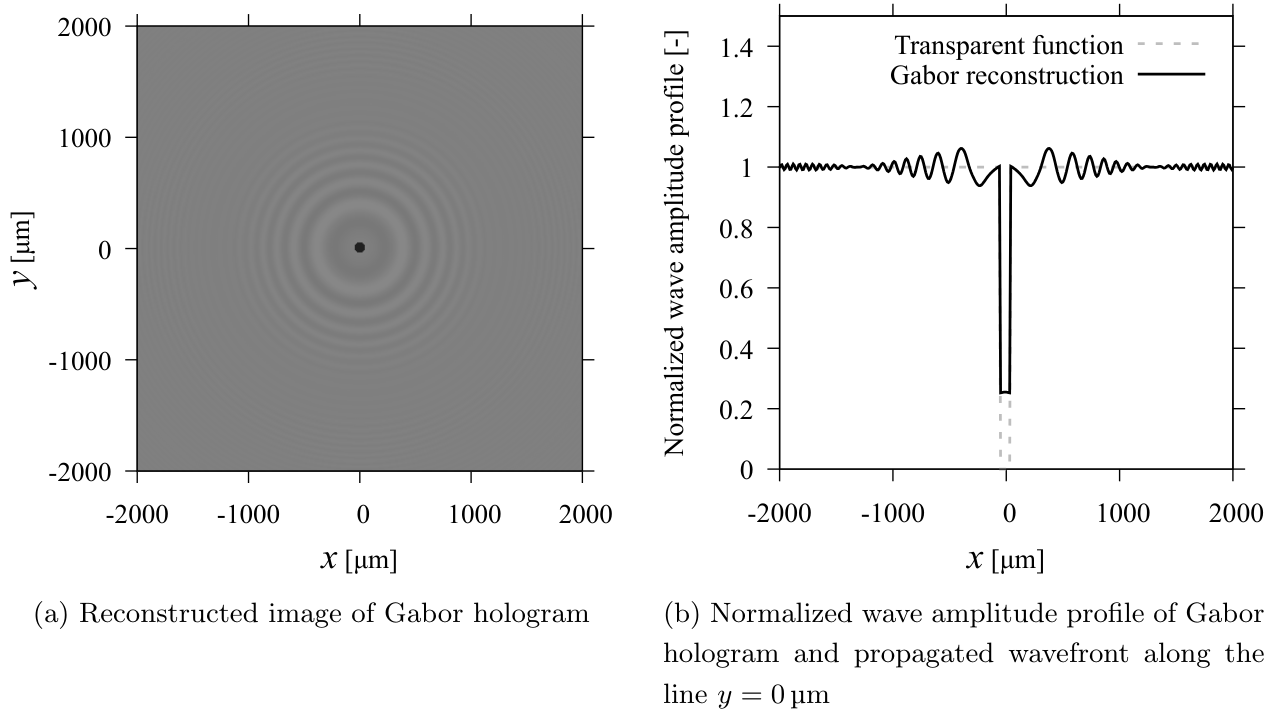 2000
1000
0
-1000
-2000
y [μm]
-2000 -1000 0 1000 2000
x [μm]
(a) Reconstructed image of Gabor hologram
Normalized wave amplitude profile [-]
1.4
1.2
1
0.8
0.6
0.4
0.2
0
Transparent function
Gabor reconstruction
-2000 -1000 0 1000 2000
x [μm]
(b) Normalized wave amplitude profile of Gabor
hologram and propagated wavefront along the
line y = 0 μm